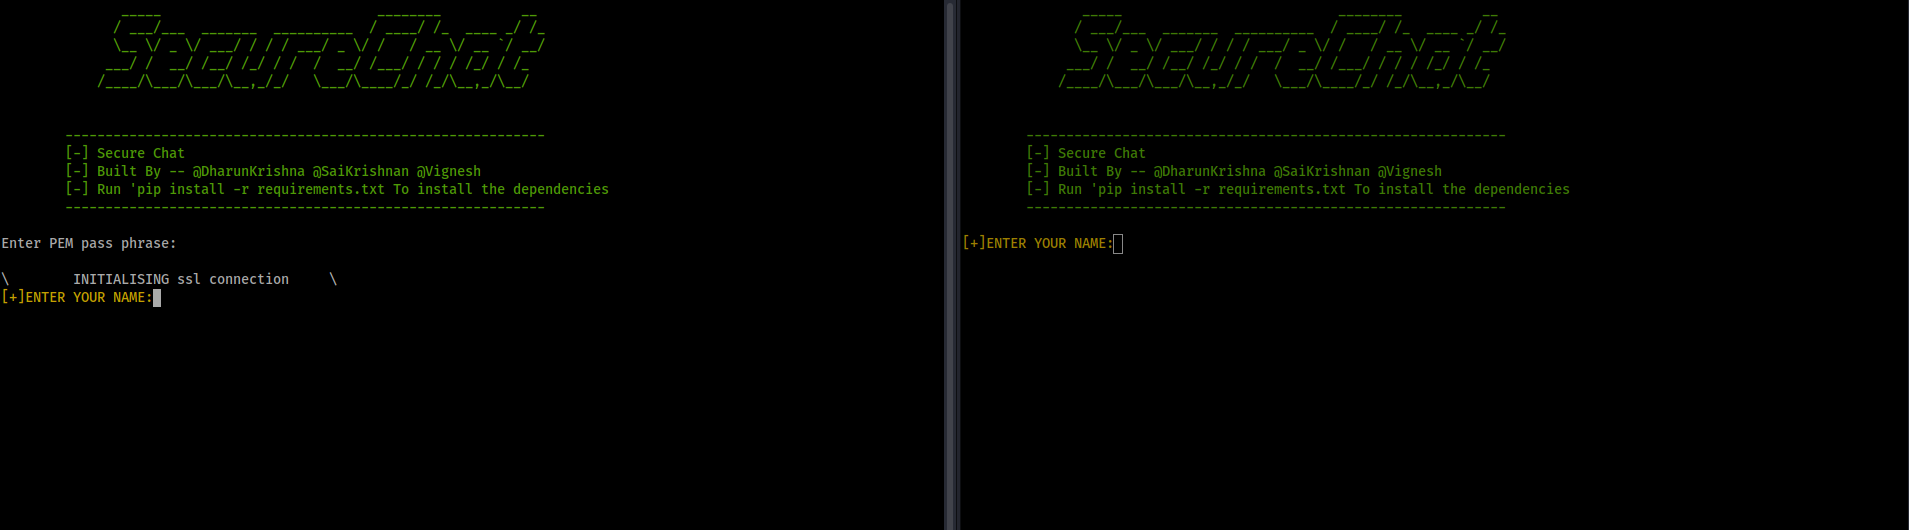 SecureChat
------------------------------------------------------------
[-] Secure Chat
[-] Built By -- @DharunKrishna @SaiKrishnan @Vignesh
[-] Run 'pip install -r requirements.txt To install the dependencies
------------------------------------------------------------
Enter PEM pass phrase:
\        INITIALISING ssl connection     \
[+]ENTER YOUR NAME:
SecureChat
------------------------------------------------------------
[-] Secure Chat
[-] Built By -- @DharunKrishna @SaiKrishnan @Vignesh
[-] Run 'pip install -r requirements.txt To install the dependencies
------------------------------------------------------------
[+]ENTER YOUR NAME: